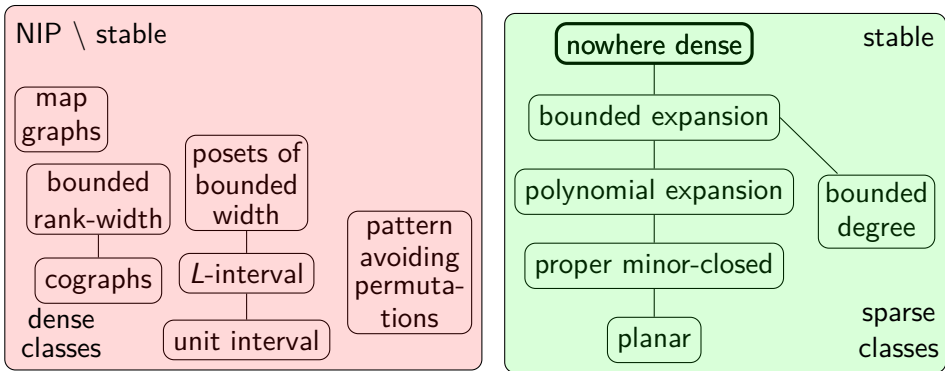 NIP \ stable
map
graphs
bounded
rank-width
cographs
dense
classes
posets of
bounded
width
L-interval
unit interval
pattern
avoiding
permuta-
tions
nowhere dense
stable
bounded expansion
polynomial expansion
bounded
degree
proper minor-closed
planar
sparse
classes